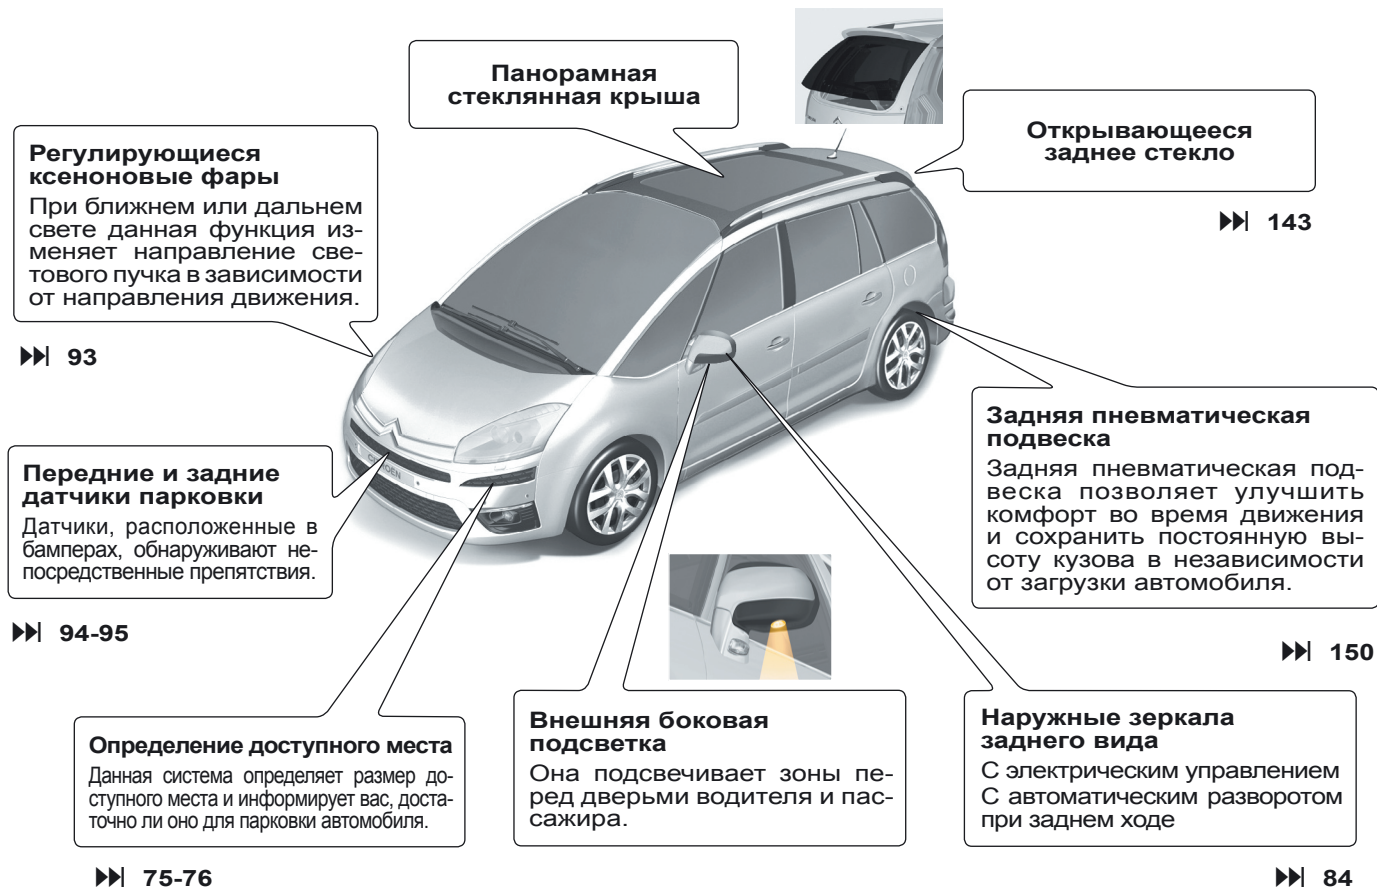 Панорамная
стеклянная крыша
Открывающееся
заднее стекло
143
Регулирующиеся
ксеноновые фары
При ближнем или дальнем
свете данная функция из-
меняет направление све-
тового пучка в зависимости
от направления движения.
93
Передние и задние
датчики парковки
Датчики, расположенные в
бамперах, обнаруживают не-
посредственные препятствия.
94-95
CITROËN
Задняя пневматическая
подвеска
Задняя пневматическая под-
веска позволяет улучшить
комфорт во время движения
и сохранить постоянную вы-
соту кузова в независимости
от загрузки автомобиля.
150
Определение доступного места
Данная система определяет размер до-
ступного места и информирует вас, доста-
точно ли оно для парковки автомобиля.
75-76
Внешняя боковая
подсветка
Она подсвечивает зоны пе-
ред дверьми водителя и пас-
сажира.
Наружные зеркала
заднего вида
С электрическим управлением
С автоматическим разворотом
при заднем ходе
84